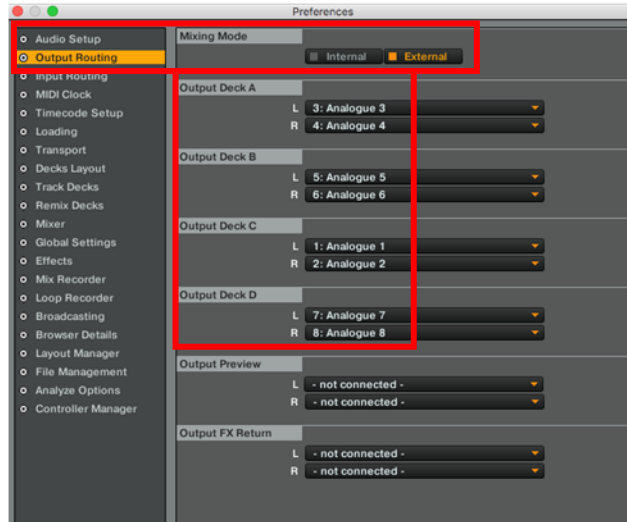 Preferences
Audio Setup
Output Routing
Input Routing
MIDI Clock
Timecode Setup
Loading
Transport
Decks Layout
Track Decks
Remix Decks
Mixer
Global Settings
Effects
Mix Recorder
Loop Recorder
Broadcasting
Browser Details
Layout Manager
File Management
Analyze Options
Controller Manager
Mixing Mode
Internal External
Output Deck A
L 3: Analogue 3
R 4: Analogue 4
Output Deck B
L 5: Analogue 5
R 6: Analogue 6
Output Deck C
L 1: Analogue 1
R 2: Analogue 2
Output Deck D
L 7: Analogue 7
R 8: Analogue 8
Output Preview
L - not connected -
R - not connected -
Output FX Return
L - not connected -
R - not connected -